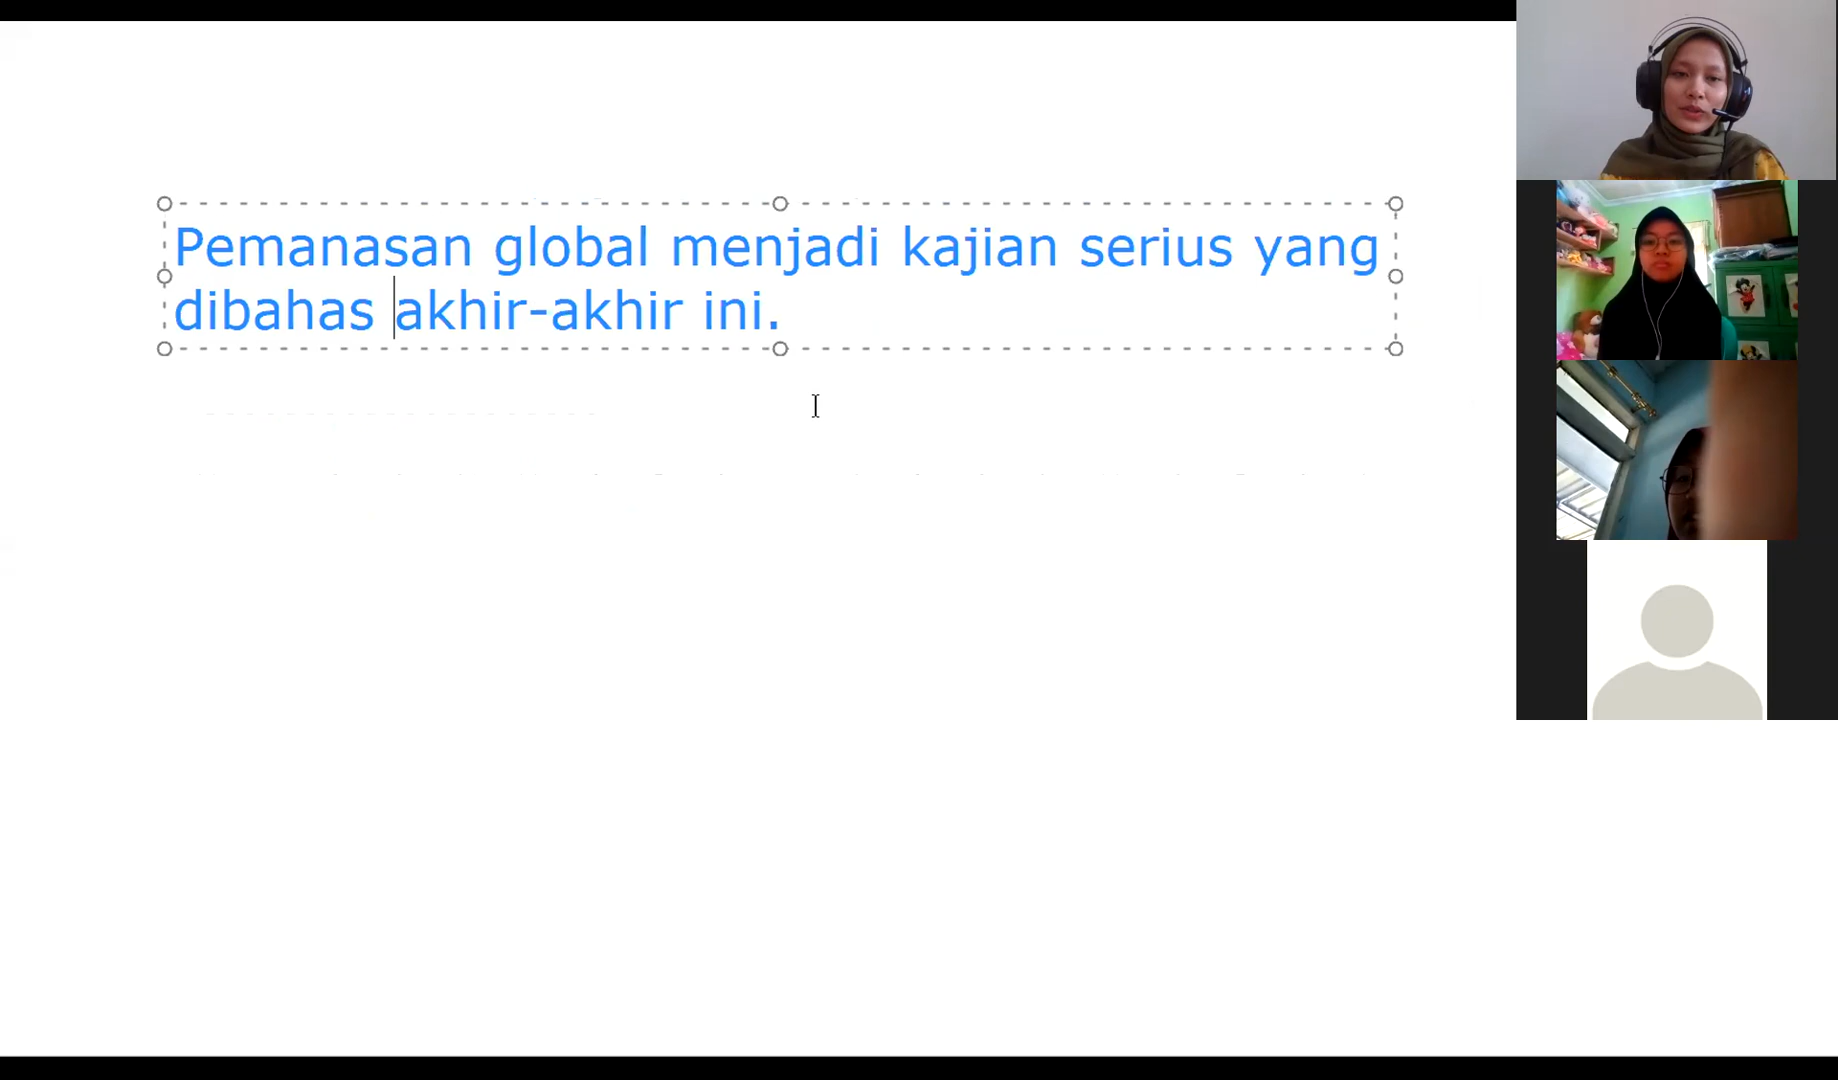 Pemanasan global menjadi kajian serius yang
dibahas akhir-akhir ini.